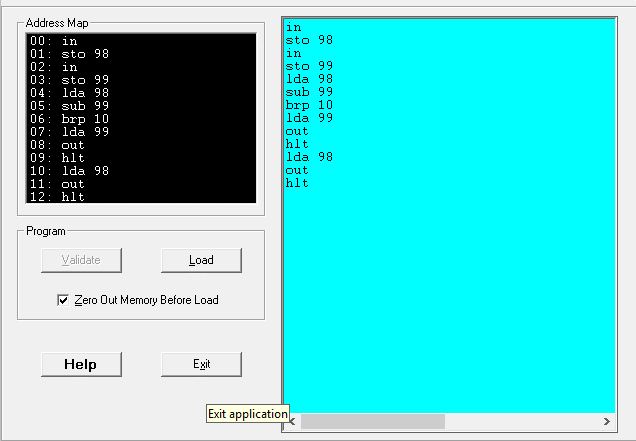 Address Map
00: in
01: sto 98
02: in
03: sto 99
04: lda 98
05: sub 99
06: brp 10
07: lda 99
08: out
09: hlt
10: lda 98
11: out
12: hlt
Program
Validate
Load
Zero Out Memory Before Load
Help
Exit
Exit application
in
sto 98
in
sto 99
lda 98
sub 99
brp 10
lda 99
out
hlt
lda 98
out
hlt